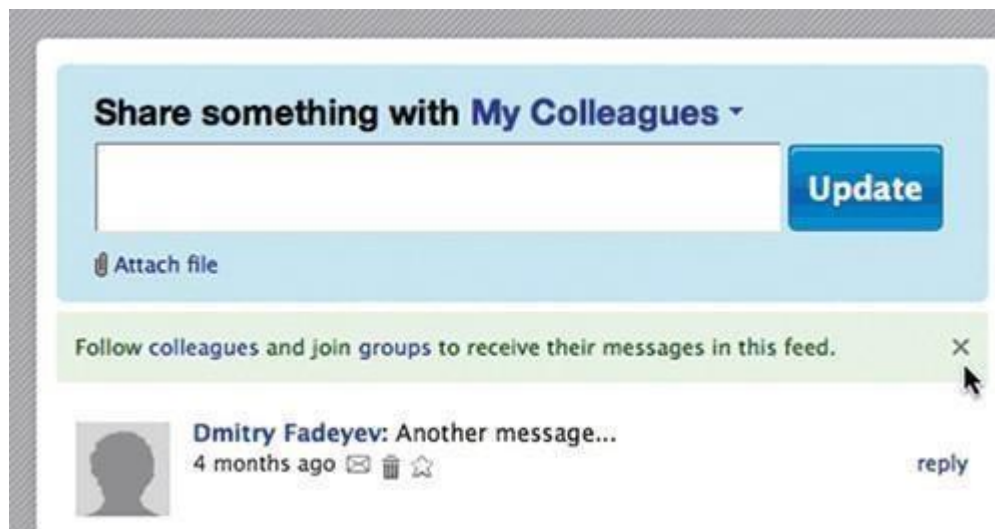 Share something with My Colleagues
Update
Attach file
Follow colleagues and join groups to receive their messages in this feed.
Dmitry Fadeyev: Another message...
4 months ago
reply